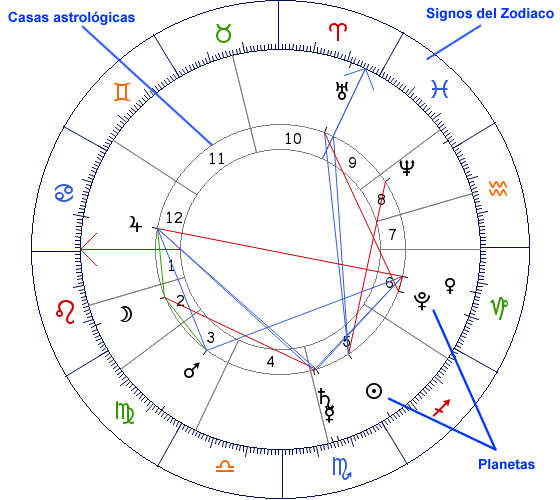 Signos del Zodiaco
Casas astrológicas
♉ ♈
♊ ♅ ♓
10
11 9
♆
♋ 8 ♒
12
♃ 7
1
6 ♀
♌ ☽ 2 ♇ ♑
3 5
♂ 4
♄ ☉
☿
♍ ♐
♎ ♏
Planetas